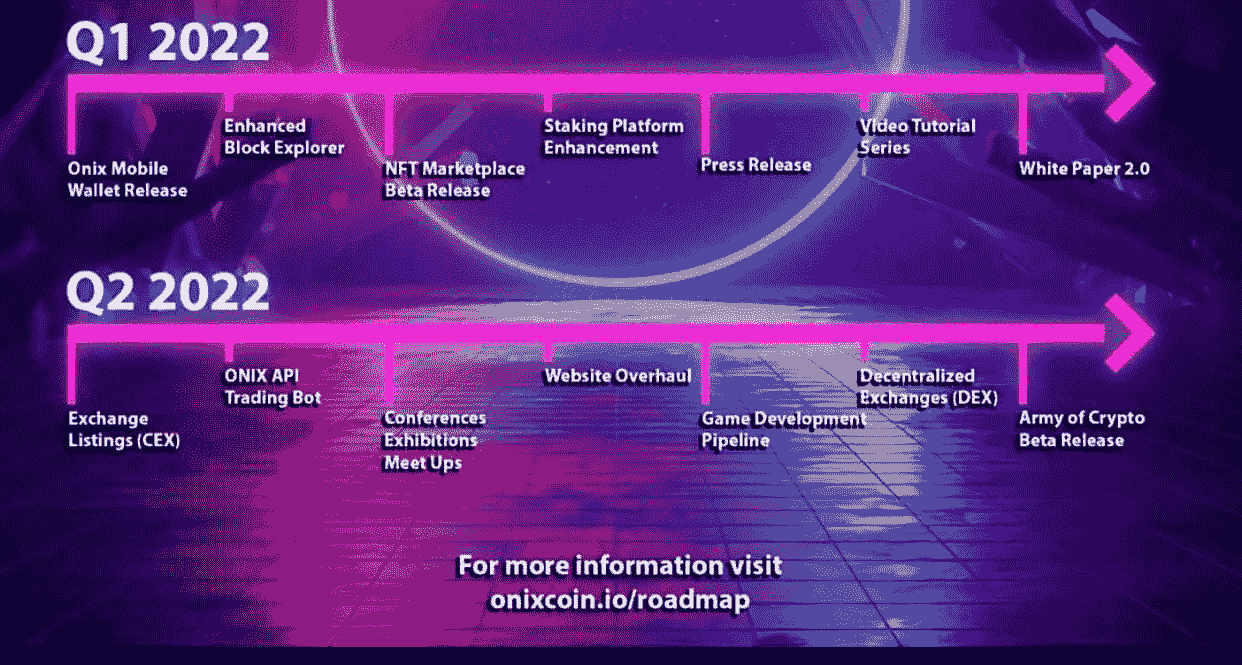 Q1 2022
Onix Mobile
Wallet Release
Enhanced
Block Explorer
NFT Marketplace
Beta Release
Staking Platform
Enhancement
Press Release
Video Tutorial
Series
White Paper 2.0
Q2 2022
Exchange
Listings (CEX)
ONIX API
Trading Bot
Conferences
Exhibitions
Meet Ups
Website Overhaul
Game Development
Pipeline
Decentralized
Exchanges (DEX)
Army of Crypto
Beta Release
For more information visit
onixcoin.io/roadmap